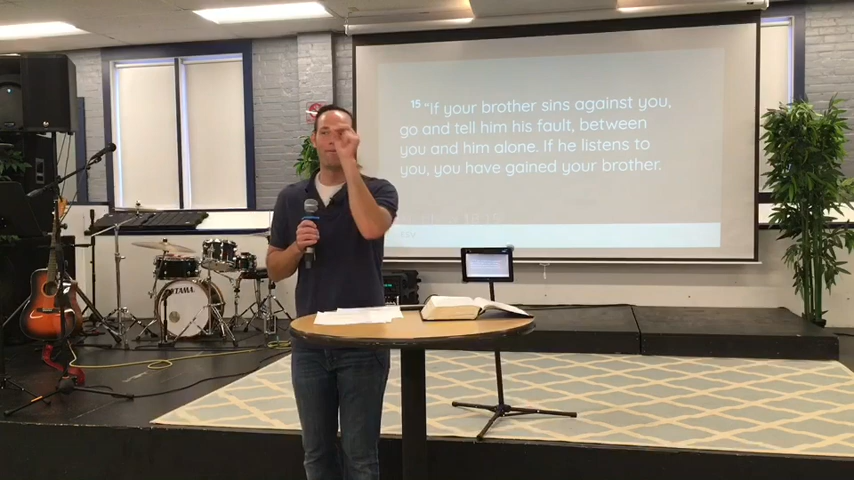 15 “If your brother sins against you,
go and tell him his fault, between
you and him alone. If he listens to
you, you have gained your brother.
TAMA